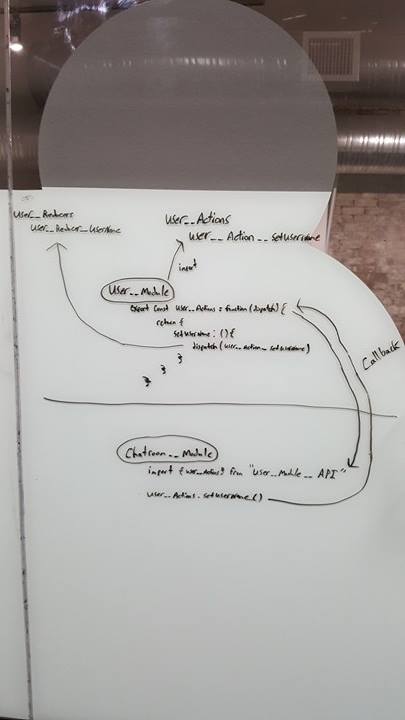 User__Reducers
User__Reducer__UserName
User__Actions
User__Action__setUserName
import
User__Module
export const User__Actions = function(dispatch) {
return {
setUserName: () {
dispatch(User__Action__setUserName)
}
}
}
Callback
Chatroom__Module
import { User__Actions } from "User__Module__API"
User__Actions.setUserName()